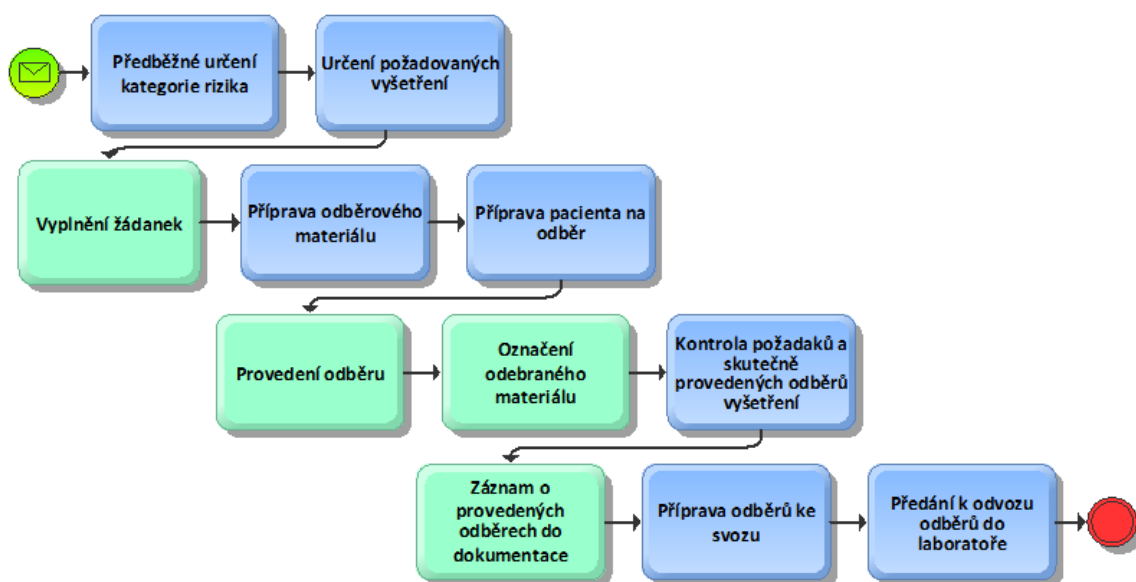 Předběžné určení
kategorie rizika
Určení požadovaných
vyšetření
Vyplnění žádanek
Příprava odběrového
materiálu
Příprava pacienta na
odběr
Provedení odběru
Označení
odebraného
materiálu
Kontrola požadaků a
skutečně
provedených odběrů
vyšetření
Záznam o
provedených
odběrech do
dokumentace
Příprava odběrů ke
svozu
Předání k odvozu
odběrů do
laboratoře